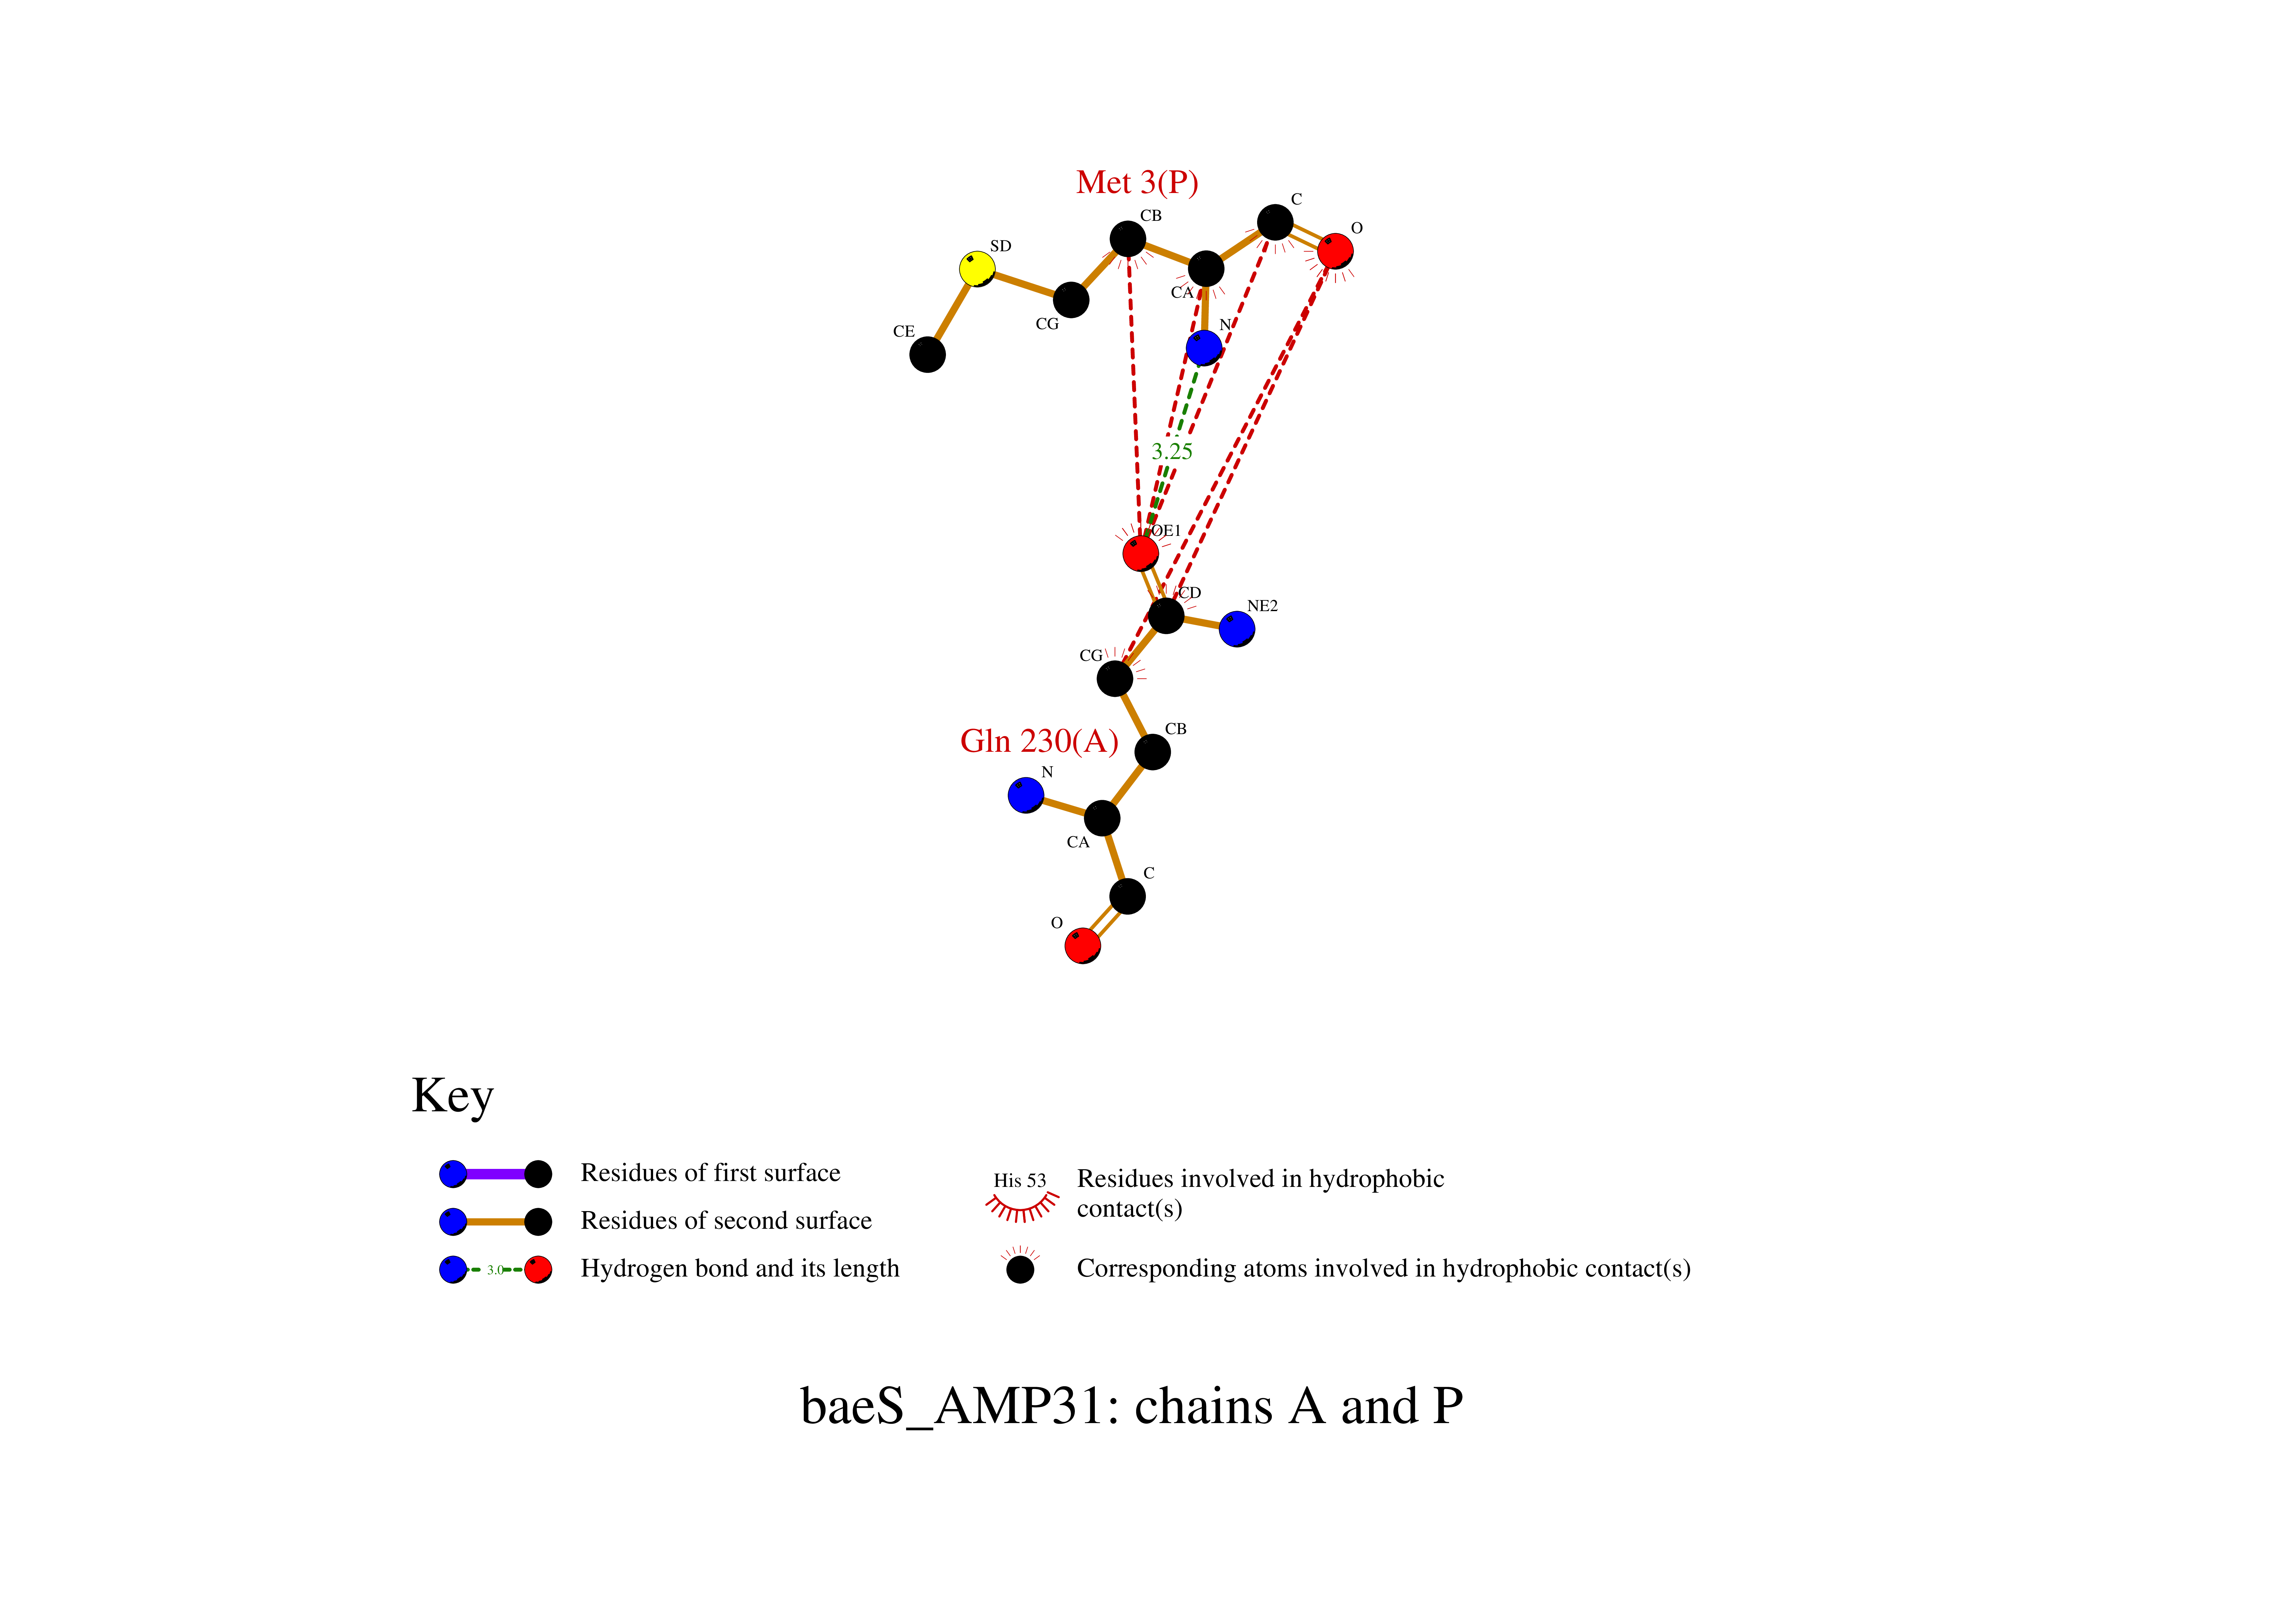 Met 3(P)
C
CB
O
SD
CA
CG
N
CE
3.25
OE1
CD
NE2
CG
CB
Gln 230(A)
N
CA
C
O
Key
Residues of first surface
Residues of second surface
3.0
Hydrogen bond and its length
His 53
Residues involved in hydrophobic
contact(s)
Corresponding atoms involved in hydrophobic contact(s)
baeS_AMP31: chains A and P